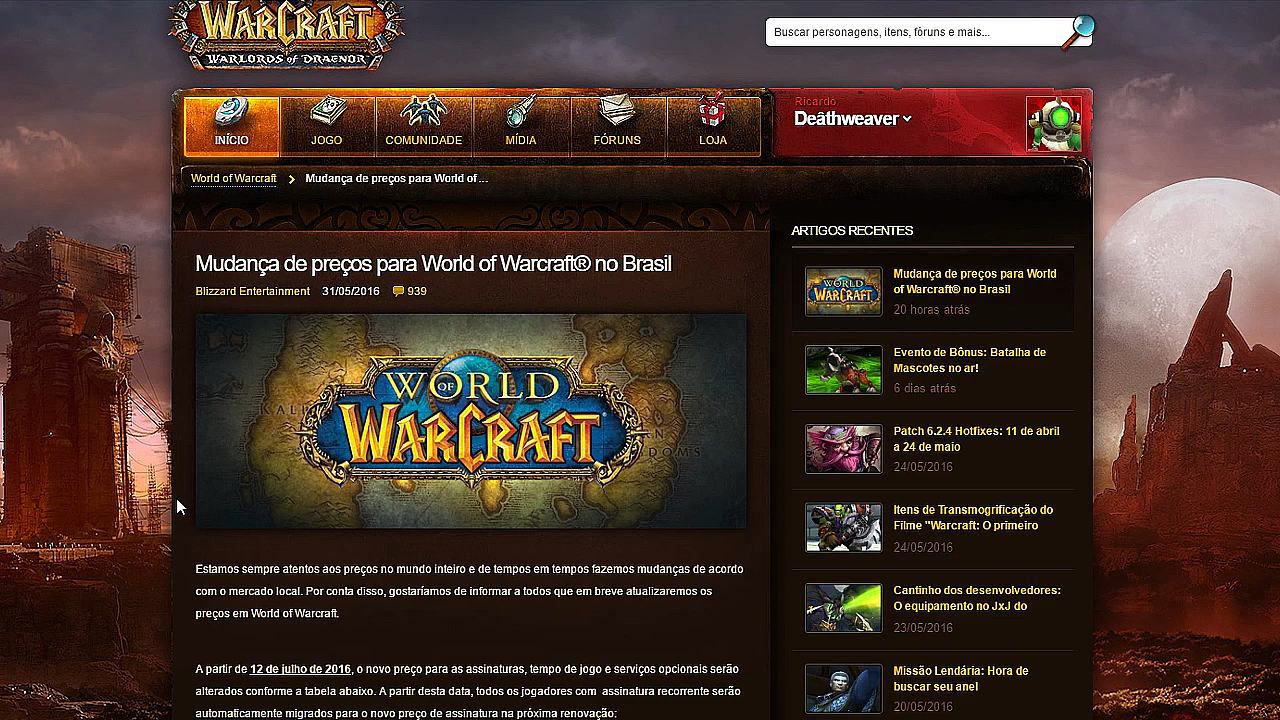 WARCRAFT
WARLORDS OF DRAENOR
Buscar personagens, itens, fôruns e mais...
INÍCIO
JOGO
COMUNIDADE
MÍDIA
FÓRUNS
LOJA
Ricardo
Deâthweaver
World of Warcraft
Mudança de preços para World of ...
Mudança de preços para World of Warcraft® no Brasil
Blizzard Entertainment 31/05/2016 939
WORLD OF WARCRAFT
Estamos sempre atentos aos preços no mundo inteiro e de tempos em tempos fazemos mudanças de acordo
com o mercado local. Por conta disso, gostaríamos de informar a todos que em breve atualizaremos os
preços em World of Warcraft.
A partir de 12 de julho de 2016, o novo preço para as assinaturas, tempo de jogo e serviços opcionais serão
alterados conforme a tabela abaixo. A partir desta data, todos os jogadores com assinatura recorrente serão
automaticamente migrados para o novo preço de assinatura na próxima renovação:
ARTIGOS RECENTES
WORLD OF WARCRAFT
Mudança de preços para World
of Warcraft® no Brasil
20 horas atrás
Evento de Bônus: Batalha de
Mascotes no ar!
6 dias atrás
Patch 6.2.4 Hotfixes: 11 de abril
a 24 de maio
24/05/2016
Itens de Transmogrificação do
Filme "Warcraft: O primeiro
24/05/2016
Cantinho dos desenvolvedores:
O equipamento no JxJ do
23/05/2016
Missão Lendária: Hora de
buscar seu anel
20/05/2016